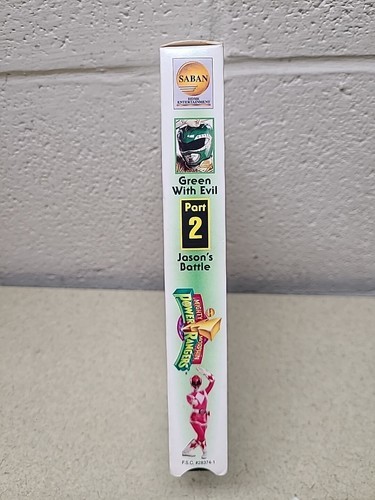 SABAN
HOME
ENTERTAINMENT
Green
With Evil
Part
2
Jason's
Battle
MIGHTY MORPHIN
POWER RANGERS